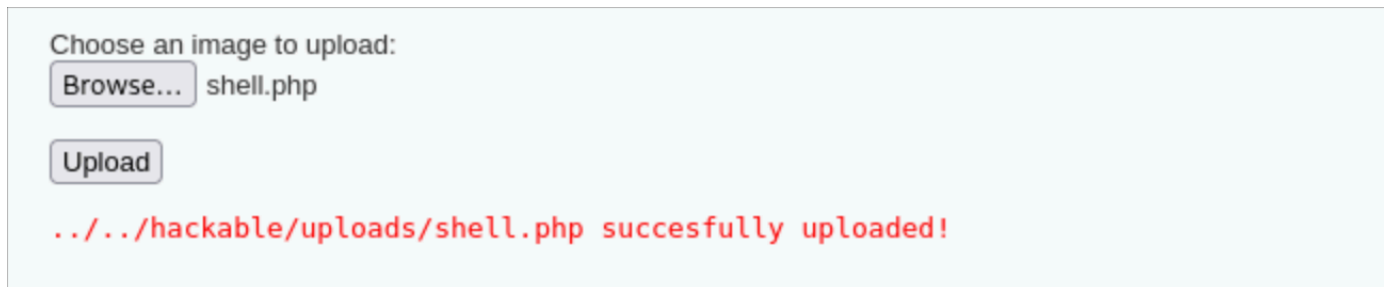 Choose an image to upload:
Browse... shell.php
Upload
../../hackable/uploads/shell.php succesfully uploaded!